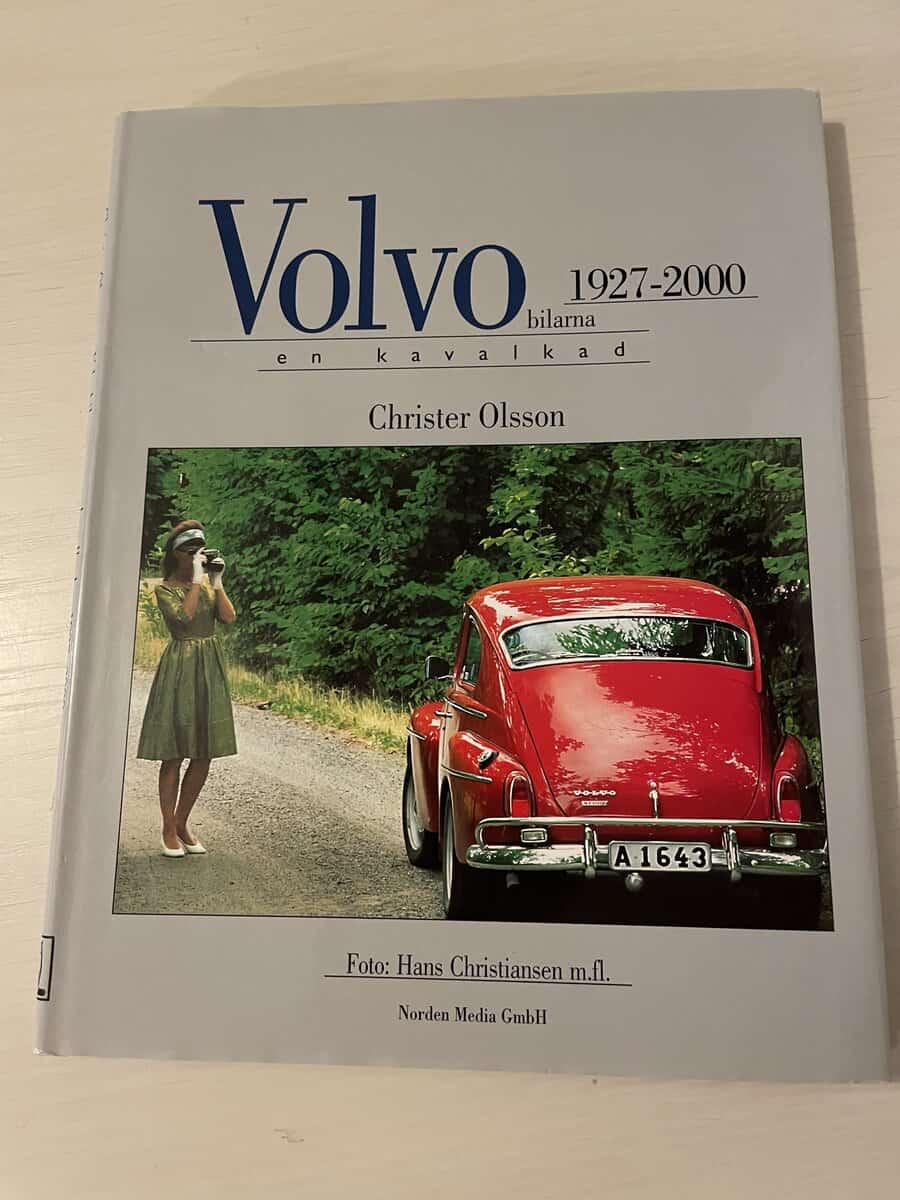 Volvo
bilarna
1927-2000
en kavalkad
Christer Olsson
VOLVO
A 1643
Foto: Hans Christiansen m.fl.
Norden Media GmbH